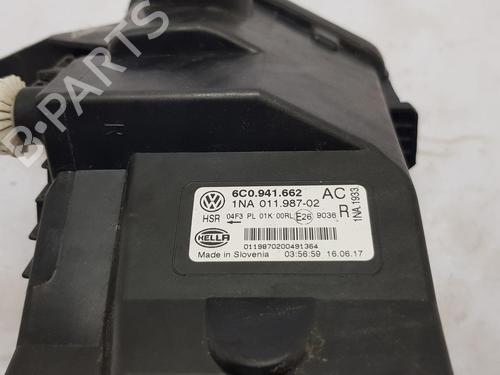 B-PARTS
K
6C0.941.662 AC
1NA 011.987-02
HSR 04F3 PL 01K 00RL E26 9036 R
1NA 1933
HELLA
0119870200491364
Made in Slovenia 03:56:59 16.06.17